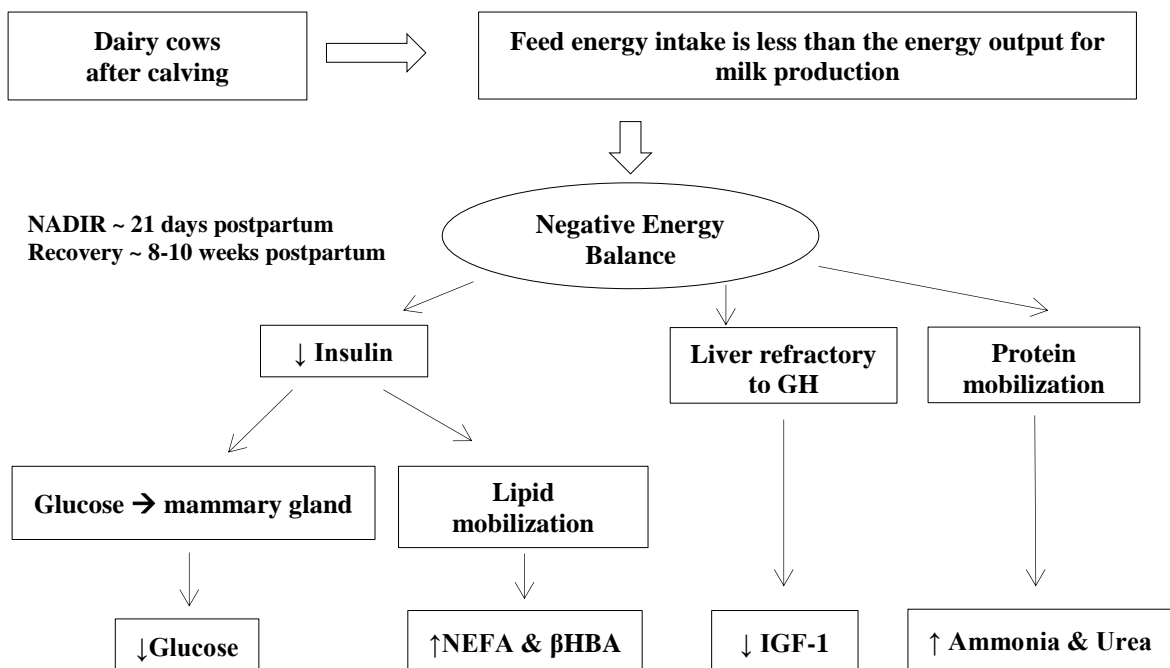 Dairy cows
after calving
Feed energy intake is less than the energy output for
milk production
NADIR ~ 21 days postpartum
Recovery ~ 8-10 weeks postpartum
Negative Energy
Balance
↓ Insulin
Liver refractory
to GH
Protein
mobilization
Glucose → mammary gland
Lipid
mobilization
↓Glucose
↑NEFA & βHBA
↓ IGF-1
↑ Ammonia & Urea